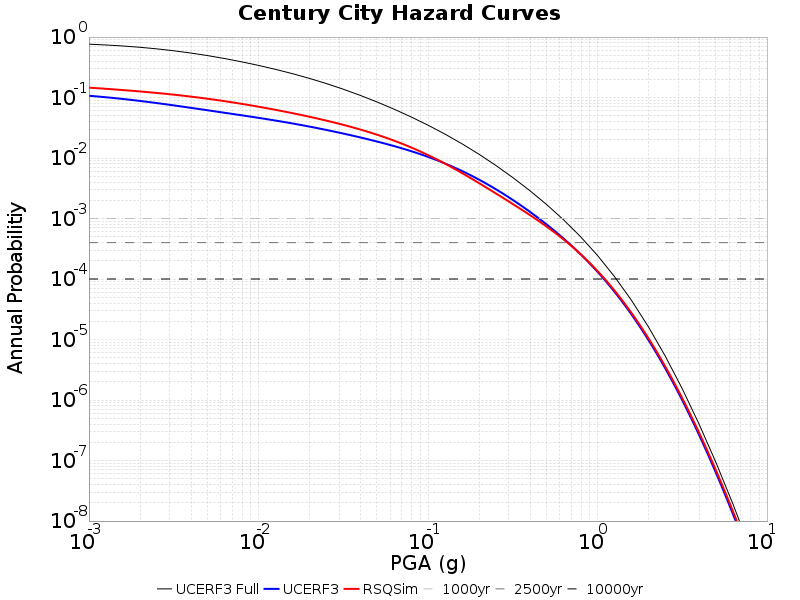 Century City Hazard Curves
10^0
10^-1
10^-2
10^-3
10^-4
10^-5
10^-6
10^-7
10^-8
Annual Probabilitiy
10^-3 10^-2 10^-1 10^0 10^1
PGA (g)
UCERF3 Full UCERF3 RSQSim 1000yr 2500yr 10000yr